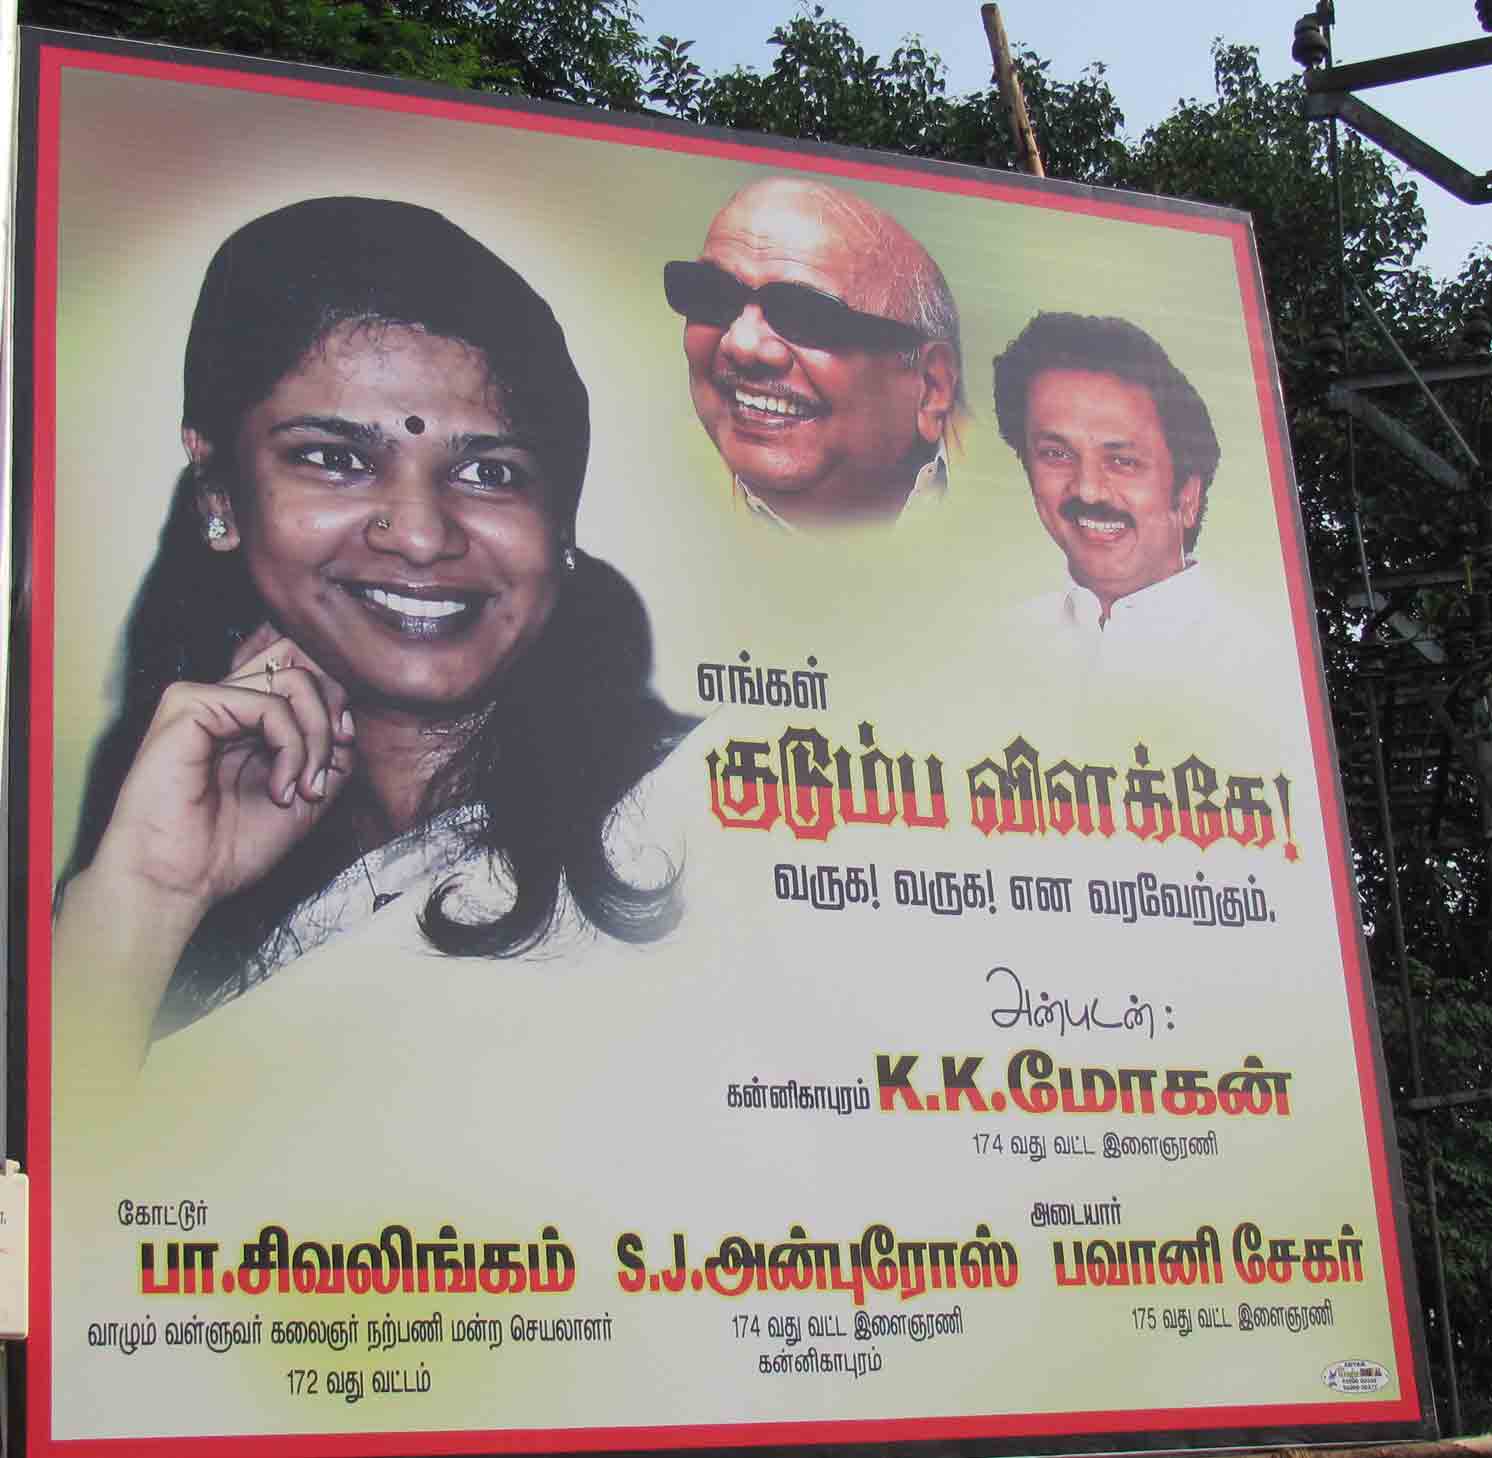 எங்கள்
குடும்ப விளக்கே!
வருக! வருக! என வரவேற்கும்.
அன்புடன் :
கன்னிகாபுரம் K.K.மோகன்
174 வது வட்ட இளைஞரணி
கோட்டூர்
பா.சிவலிங்கம்
வாழும் வள்ளுவர் கலைஞர் நற்பணி மன்ற செயலாளர்
172 வது வட்டம்
S.J.அன்புரோஸ்
174 வது வட்ட இளைஞரணி
கன்னிகாபுரம்
அடையார்
பவானி சேகர்
175 வது வட்ட இளைஞரணி